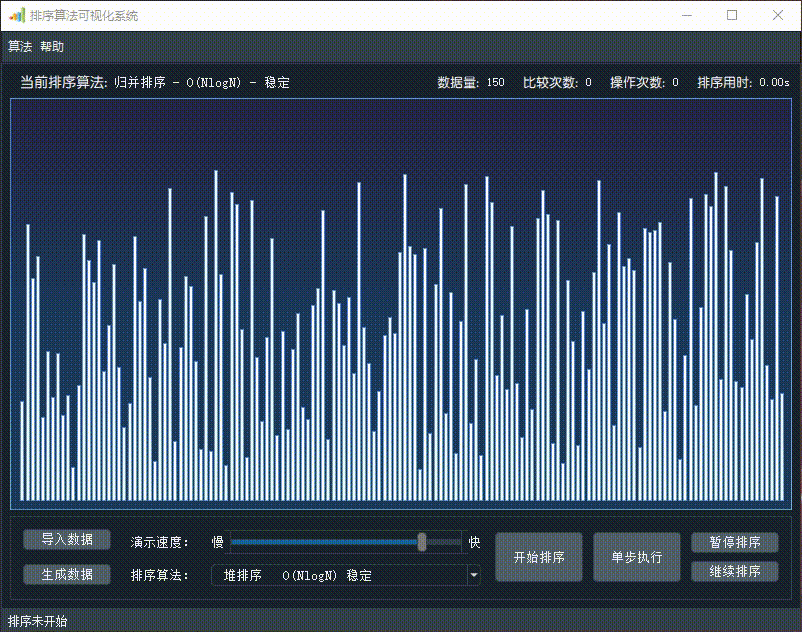 排序算法可视化系统
算法 帮助
当前排序算法: 归并排序 - O(NlogN) - 稳定 数据量: 150 比较次数: 0 操作次数: 0 排序用时: 0.00s
导入数据 演示速度: 慢 快 开始排序 单步执行 暂停排序
生成数据 排序算法: 堆排序 O(NlogN) 稳定 继续排序
排序未开始